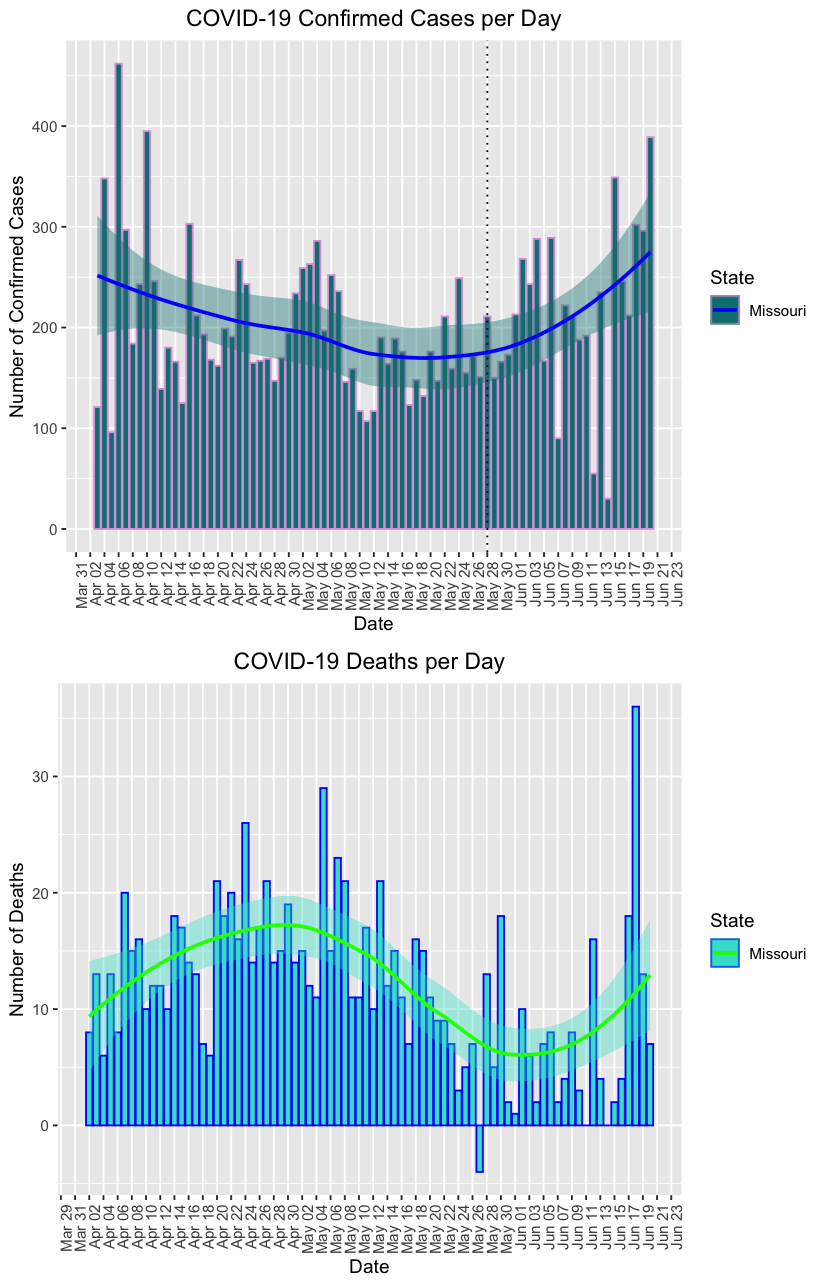 COVID-19 Confirmed Cases per Day
Number of Confirmed Cases
400
300
200
100
0
Mar 31
Apr 02
Apr 04
Apr 06
Apr 08
Apr 10
Apr 12
Apr 14
Apr 16
Apr 18
Apr 20
Apr 22
Apr 24
Apr 26
Apr 28
Apr 30
May 02
May 04
May 06
May 08
May 10
May 12
May 14
May 16
May 18
May 20
May 22
May 24
May 26
May 28
May 30
Jun 01
Jun 03
Jun 05
Jun 07
Jun 09
Jun 11
Jun 13
Jun 15
Jun 17
Jun 19
Jun 21
Jun 23
Date
State
Missouri
COVID-19 Deaths per Day
Number of Deaths
30
20
10
0
Mar 29
Mar 31
Apr 02
Apr 04
Apr 06
Apr 08
Apr 10
Apr 12
Apr 14
Apr 16
Apr 18
Apr 20
Apr 22
Apr 24
Apr 26
Apr 28
Apr 30
May 02
May 04
May 06
May 08
May 10
May 12
May 14
May 16
May 18
May 20
May 22
May 24
May 26
May 28
May 30
Jun 01
Jun 03
Jun 05
Jun 07
Jun 09
Jun 11
Jun 13
Jun 15
Jun 17
Jun 19
Jun 21
Jun 23
Date
State
Missouri